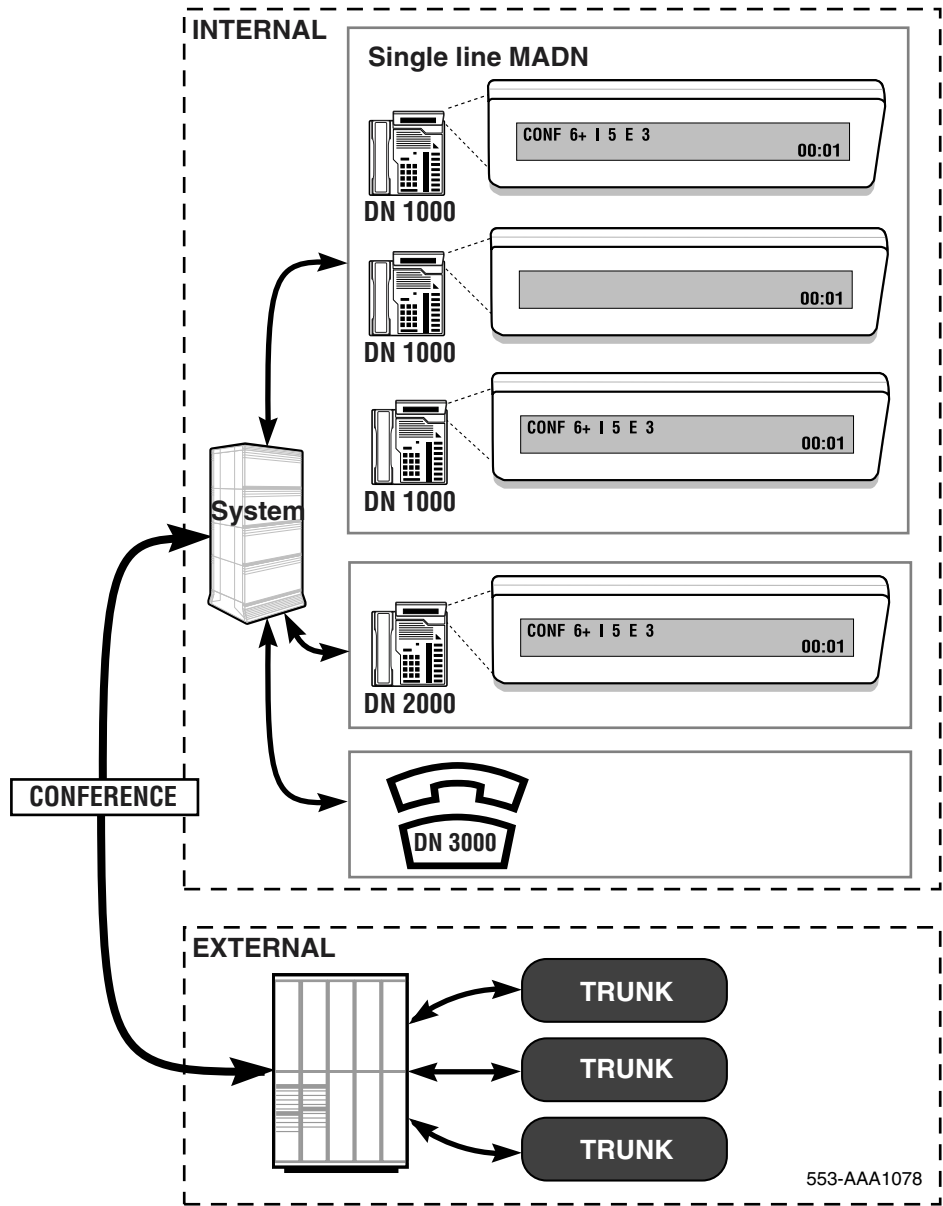 INTERNAL
Single line MADN
CONF 6+ I 5 E 3
00:01
DN 1000
00:01
DN 1000
CONF 6+ I 5 E 3
00:01
DN 1000
System
CONF 6+ I 5 E 3
00:01
DN 2000
CONFERENCE
DN 3000
EXTERNAL
TRUNK
TRUNK
TRUNK
553-AAA1078